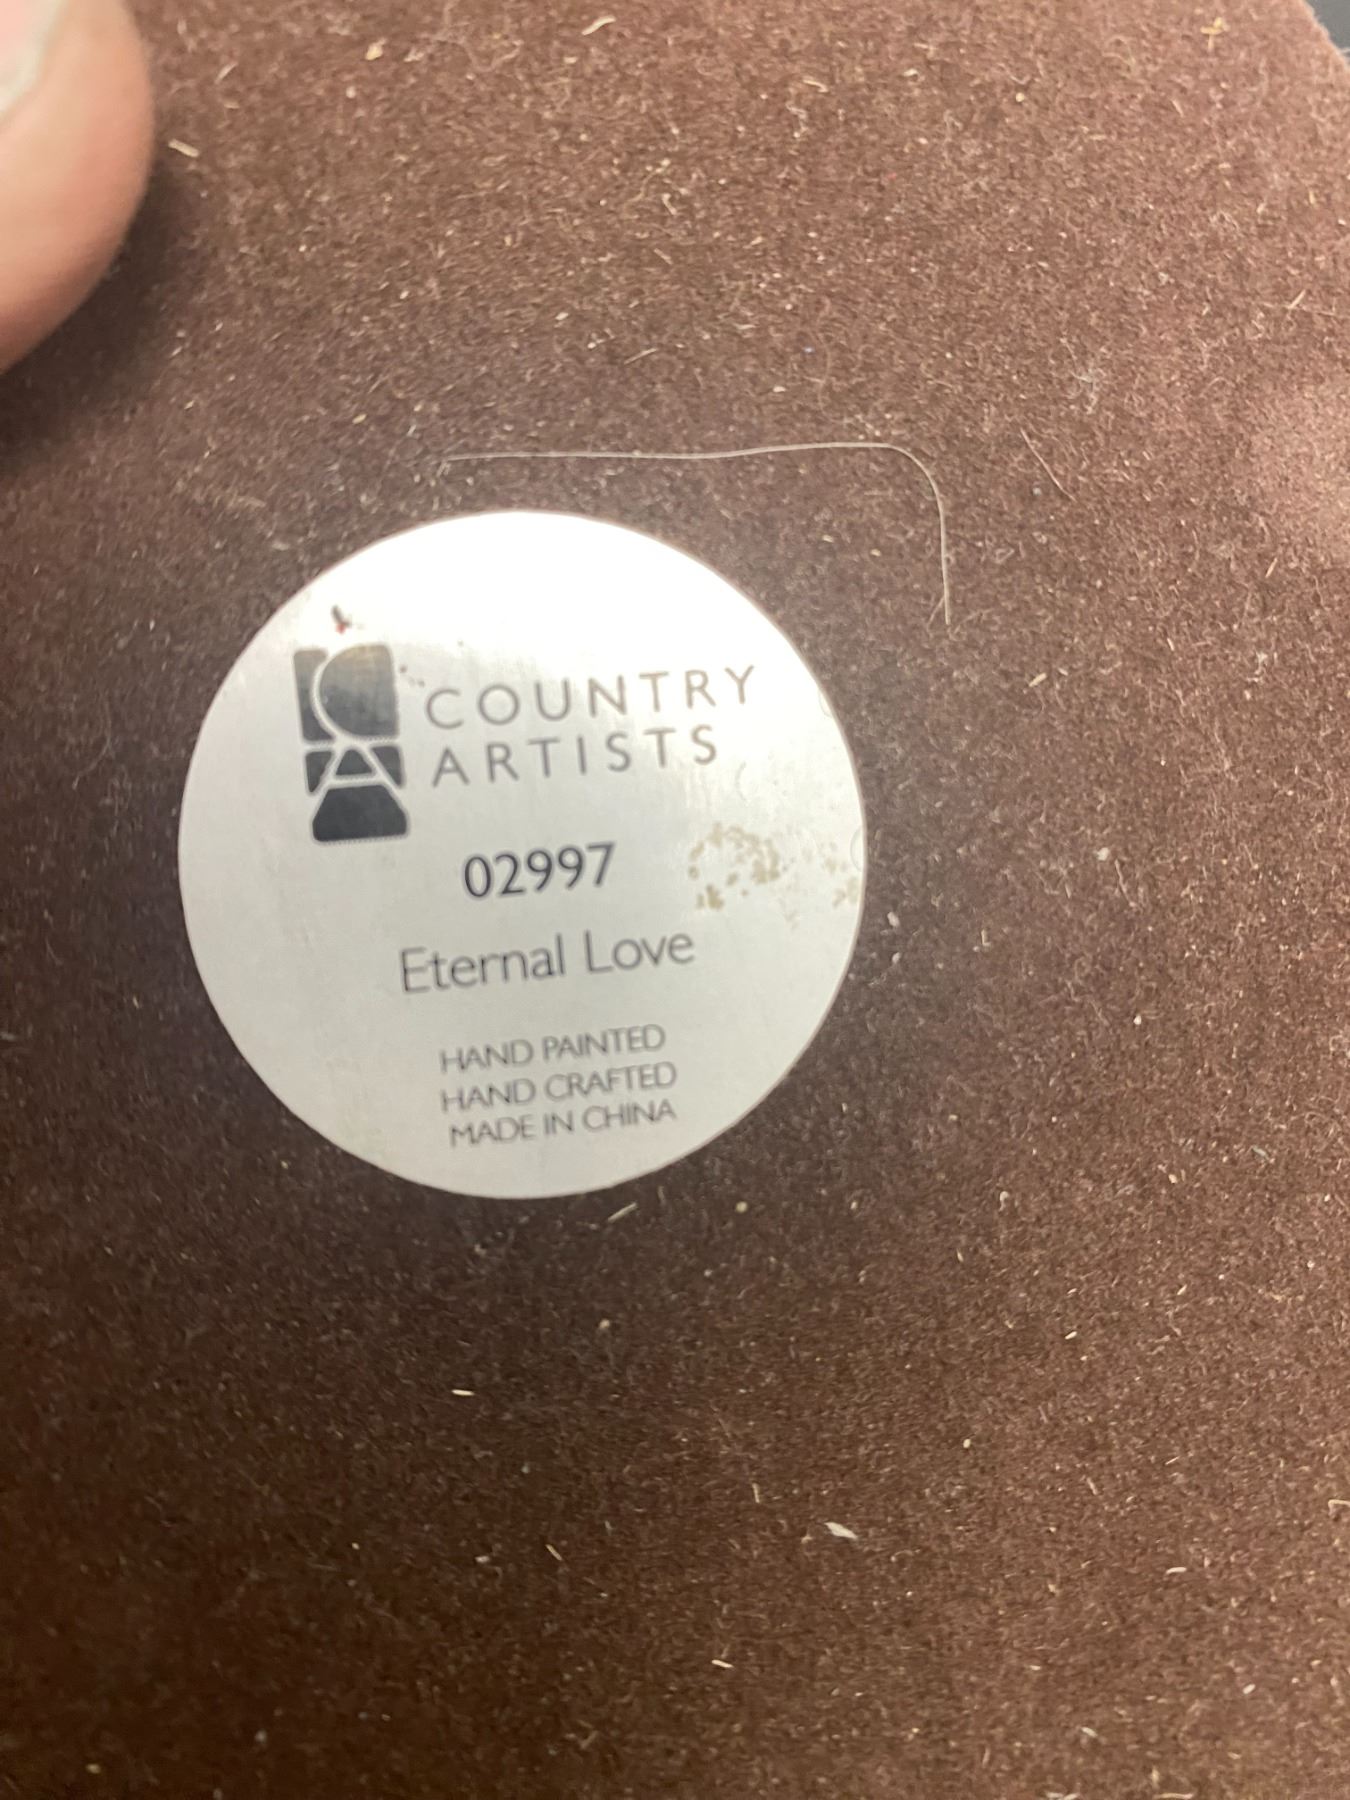 COUNTRY
ARTISTS
02997
Eternal Love
HAND PAINTED
HAND CRAFTED
MADE IN CHINA